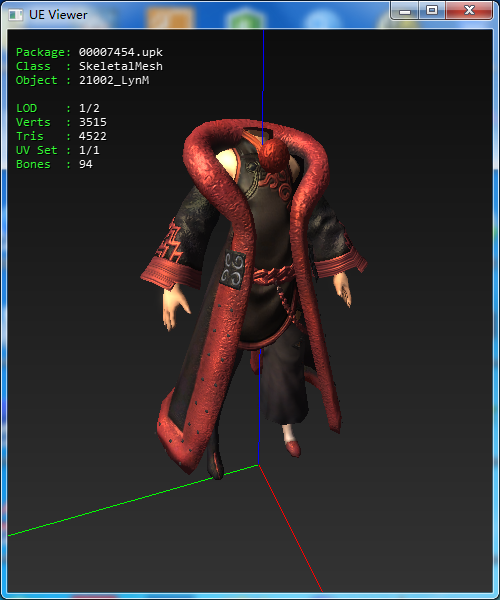 UE Viewer
Package: 00007454.upk
Class : SkeletalMesh
Object : 21002_LynM
LOD : 1/2
Verts : 3515
Tris : 4522
UV Set : 1/1
Bones : 94